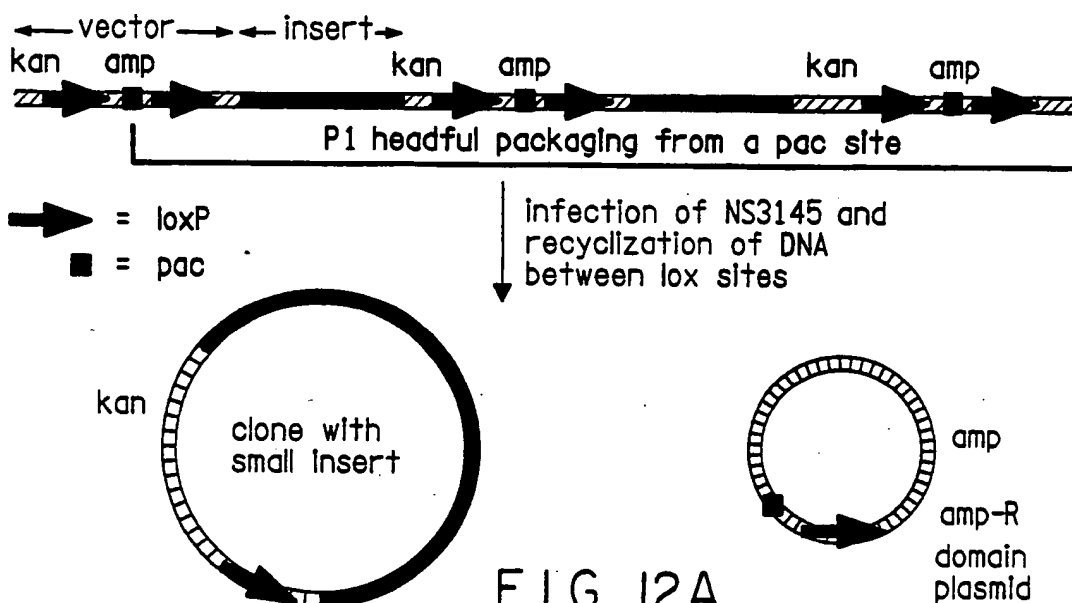 vector insert
kan amp kan amp kan amp
P1 headful packaging from a pac site
= loxP
= pac
infection of NS3145 and
recyclization of DNA
between lox sites
kan
clone with
small insert
amp
amp-R
domain
plasmid
FIG. 12A